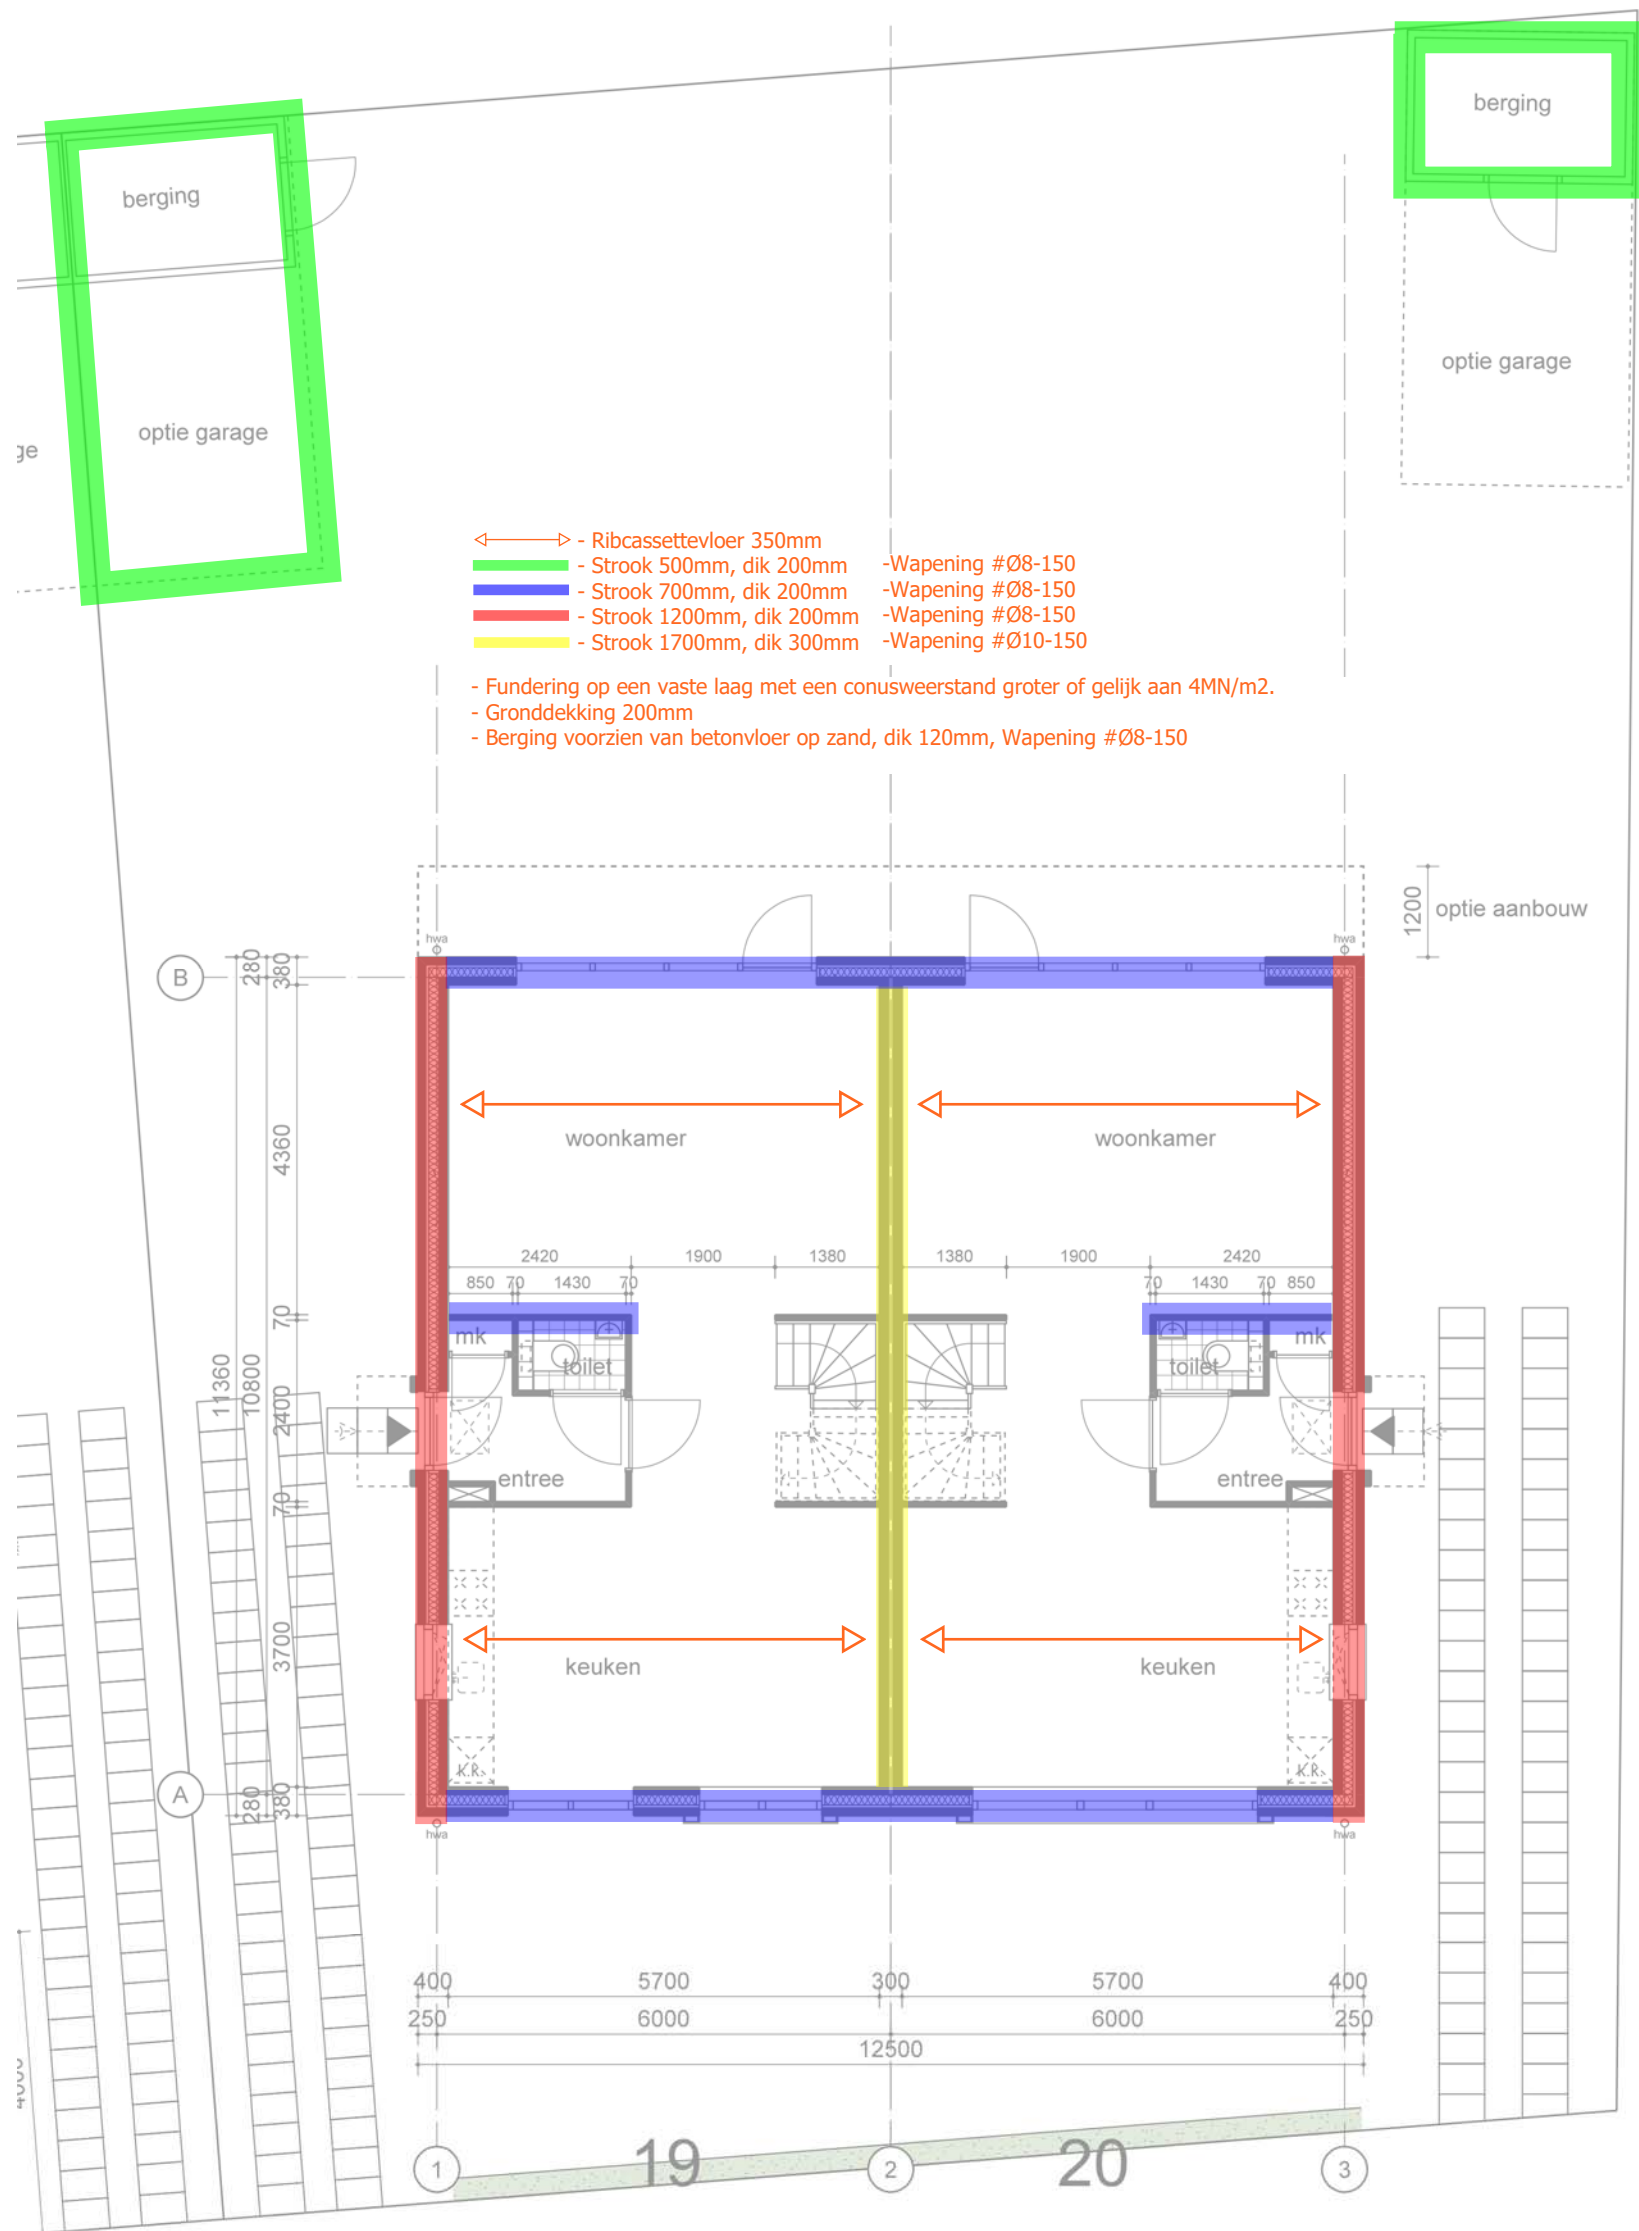 berging
berging
optie garage
optie garage
ge
- Ribcassettevloer 350mm
- Strook 500mm, dik 200mm -Wapening #Ø8-150
- Strook 700mm, dik 200mm -Wapening #Ø8-150
- Strook 1200mm, dik 200mm -Wapening #Ø8-150
- Strook 1700mm, dik 300mm -Wapening #Ø10-150
- Fundering op een vaste laag met een conusweerstand groter of gelijk aan 4MN/m2.
- Gronddekking 200mm
- Berging voorzien van betonvloer op zand, dik 120mm, Wapening #Ø8-150
1200 optie aanbouw
hwa hwa
B
280 380
4360
woonkamer woonkamer
2420 1900 1380 1380 1900 2420
850 70 1430 70 70 1430 70 850
70
mk mk
toilet toilet
11360 10800 2400
entree entree
70
3700
keuken keuken
K.R. K.R.
A
280 380
hwa hwa
400 5700 300 5700 400
250 6000 6000 250
12500
19 20
1 2 3